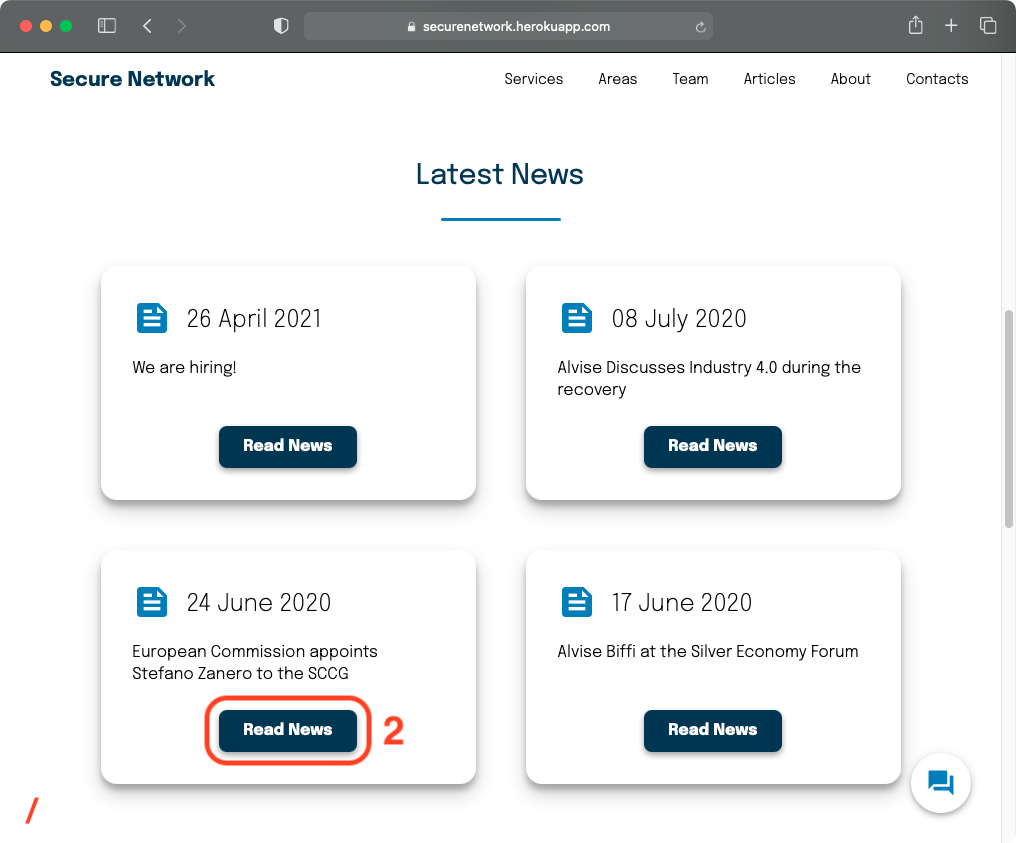 securenetwork.herokuapp.com
Secure Network
Services Areas Team Articles About Contacts
Latest News
26 April 2021
We are hiring!
Read News
08 July 2020
Alvise Discusses Industry 4.0 during the
recovery
Read News
24 June 2020
European Commission appoints
Stefano Zanero to the SCCG
Read News 2
17 June 2020
Alvise Biffi at the Silver Economy Forum
Read News
/